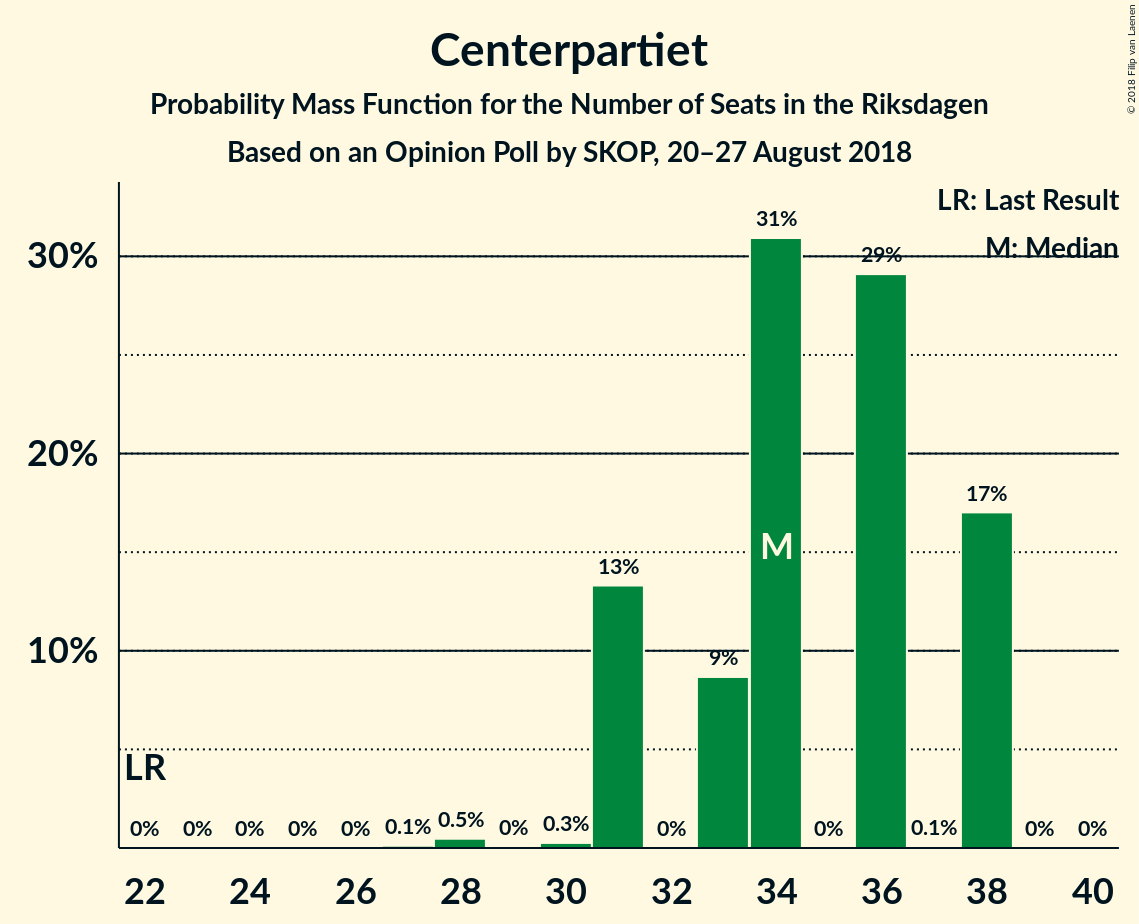 Centerpartiet
Probability Mass Function for the Number of Seats in the Riksdagen
Based on an Opinion Poll by SKOP, 20–27 August 2018
© 2018 Filip van Laenen
LR: Last Result
M: Median
30%
20%
10%
31%
29%
17%
13%
9%
M
LR
0% 0% 0% 0% 0% 0.1% 0.5% 0% 0.3% 0% 0% 0.1% 0% 0%
22 24 26 28 30 32 34 36 38 40